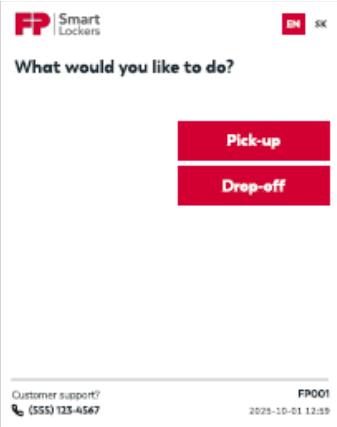 FP Smart Lockers
EN SK
What would you like to do?
Pick-up
Drop-off
Customer support?
FP001
(555) 123-4567
2025-10-01 12:59